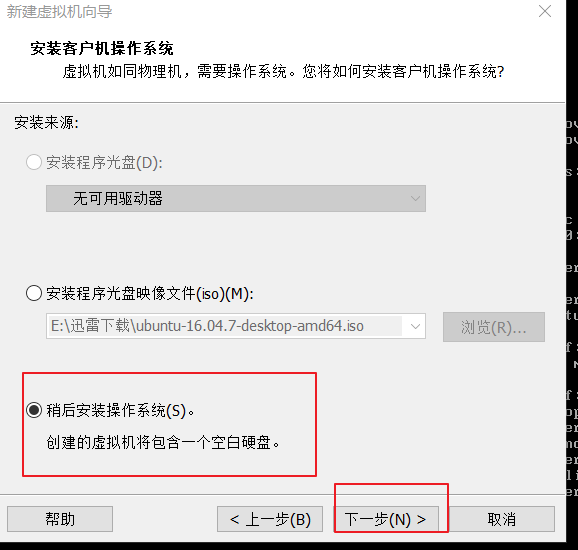 新建虚拟机向导
安装客户机操作系统
虚拟机如同物理机，需要操作系统。您将如何安装客户机操作系统?
安装来源:
安装程序光盘(D):
无可用驱动器
安装程序光盘映像文件(iso)(M):
E:\迅雷下载\ubuntu-16.04.7-desktop-amd64.iso
浏览(R)...
稍后安装操作系统(S)。
创建的虚拟机将包含一个空白硬盘。
帮助
< 上一步(B)
下一步(N) >
取消